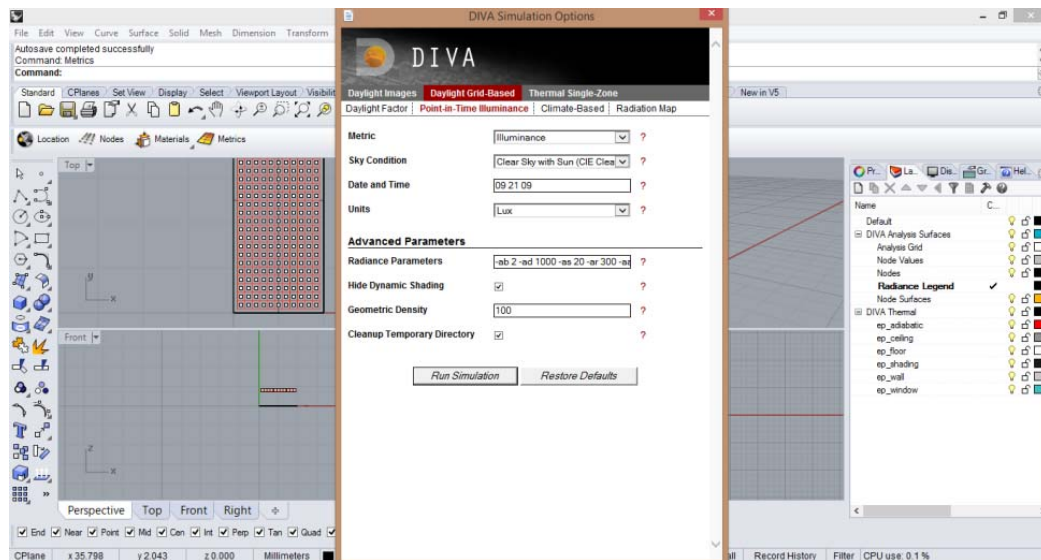 DIVA Simulation Options
File Edit View Curve Surface Solid Mesh Dimension Transform
Autosave completed successfully
Command: Metrics
Command:
Standard CPlanes Set View Display Select Viewport Layout New in V5
Location Nodes Materials Metrics
DIVA
Daylight Images Daylight Grid-Based Thermal Single-Zone
Daylight Factor Point-in-Time Illuminance Climate-Based Radiation Map
Metric Illuminance ?
Sky Condition Clear Sky with Sun (CIE Clea ?
Date and Time 09 21 09 ?
Units Lux ?
Advanced Parameters
Radiance Parameters -ab 2 -ad 1000 -as 20 -ar 300 -aa ?
Hide Dynamic Shading ?
Geometric Density 100 ?
Cleanup Temporary Directory ?
Run Simulation Restore Defaults
Top
y
x
Front
z
x
Perspective Top Front Right
End Near Point Mid Cen Int Perp Tan Quad
CPlane x 35.798 y 2.043 z 0.000 Millimeters Record History Filter CPU use: 0.1 %
Pr... La... Dis... Gr... Hel...
Name C...
Default
DIVA Analysis Surfaces
Analysis Grid
Node Values
Nodes
Radiance Legend
Node Surfaces
DIVA Thermal
ep_adiabatic
ep_ceiling
ep_floor
ep_shading
ep_wall
ep_window